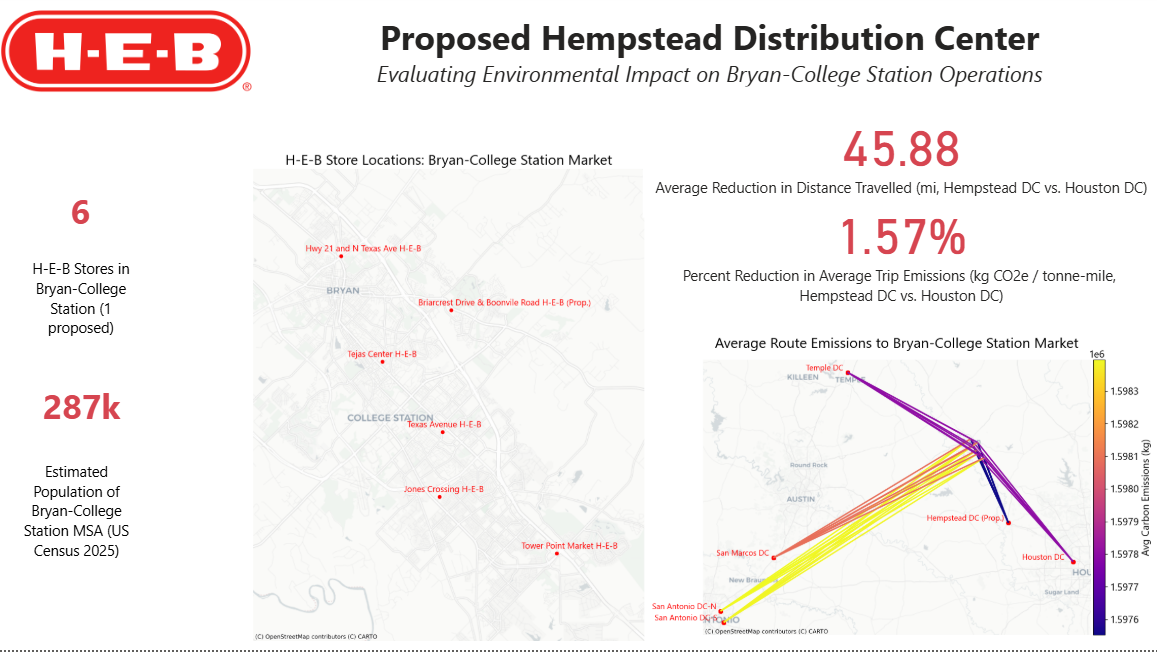 H-E-B
®
Proposed Hempstead Distribution Center
Evaluating Environmental Impact on Bryan-College Station Operations
6
H-E-B Stores in
Bryan-College
Station (1
proposed)
287k
Estimated
Population of
Bryan-College
Station MSA (US
Census 2025)
H-E-B Store Locations: Bryan-College Station Market
Hwy 21 and N Texas Ave H-E-B
BRYAN
Briarcrest Drive & Boonvile Road H-E-B (Prop.)
Tejas Center H-E-B
COLLEGE STATION
Texas Avenue H-E-B
Jones Crossing H-E-B
Tower Point Market H-E-B
(C) OpenStreetMap contributors (C) CARTO
45.88
Average Reduction in Distance Travelled (mi, Hempstead DC vs. Houston DC)
1.57%
Percent Reduction in Average Trip Emissions (kg CO2e / tonne-mile,
Hempstead DC vs. Houston DC)
Average Route Emissions to Bryan-College Station Market
1e6
Temple DC
KILLEEN
TEMPLE
Round Rock
AUSTIN
Hempstead DC (Prop.)
San Marcos DC
Houston DC
HOU
New Braun
Sugar Land
San Antonio DC-N
San Antonio DC-S
NTONIO
(C) OpenStreetMap contributors (C) CARTO
1.5983
1.5982
1.5981
1.5980
1.5979
1.5978
1.5977
1.5976
Avg Carbon Emissions (kg)